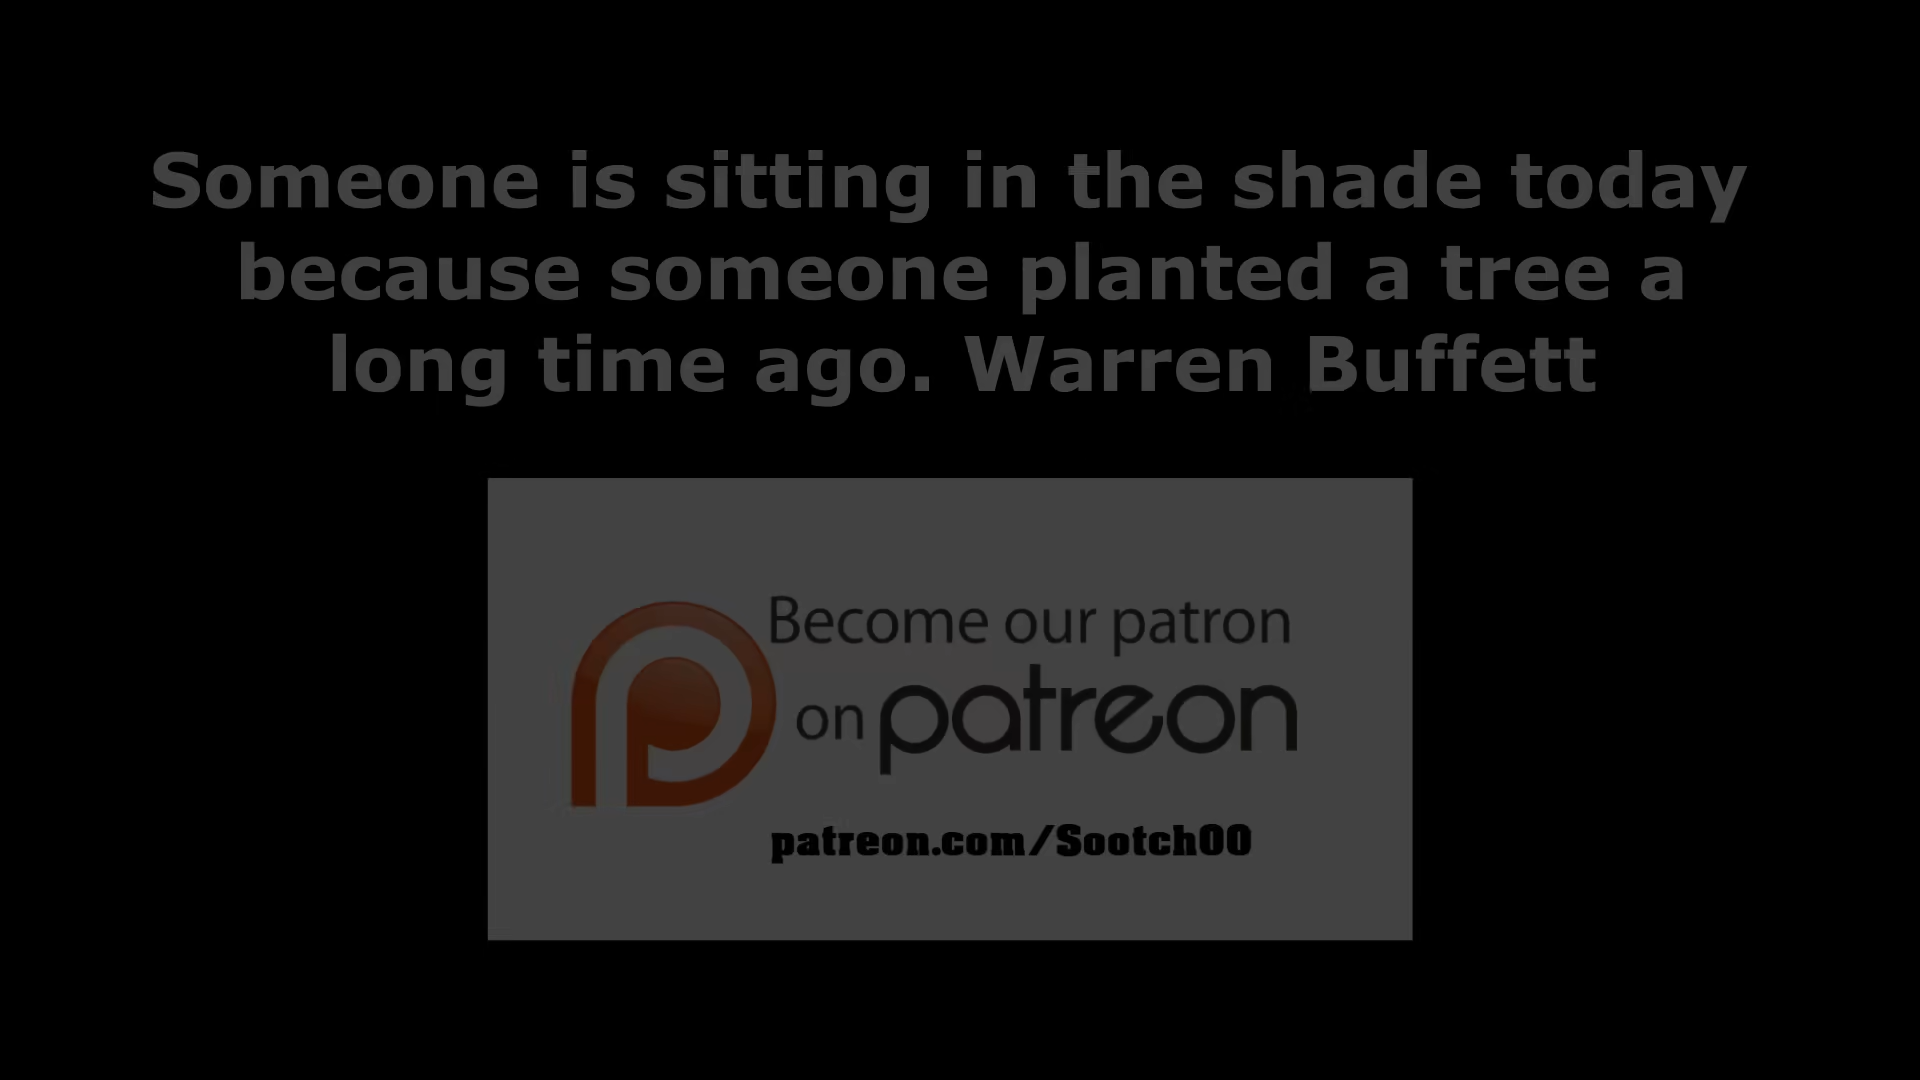 Someone is sitting in the shade today
because someone planted a tree a
long time ago. Warren Buffett
Become our patron
on patreon
patreon.com/Sootch00